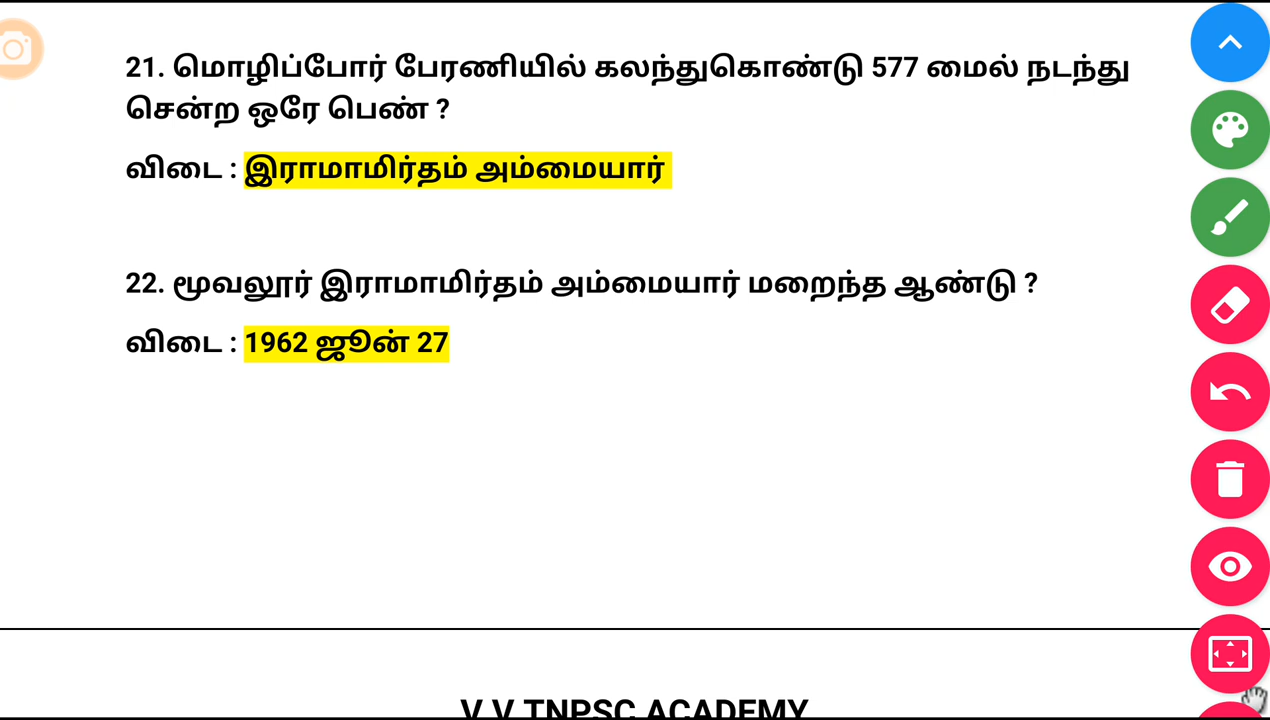 21. மொழிப்போர் பேரணியில் கலந்துகொண்டு 577 மைல் நடந்து
சென்ற ஒரே பெண் ?
விடை : இராமாமிர்தம் அம்மையார்
22. மூவலூர் இராமாமிர்தம் அம்மையார் மறைந்த ஆண்டு ?
விடை : 1962 ஜூன் 27
V V TNPSC ACADEMY